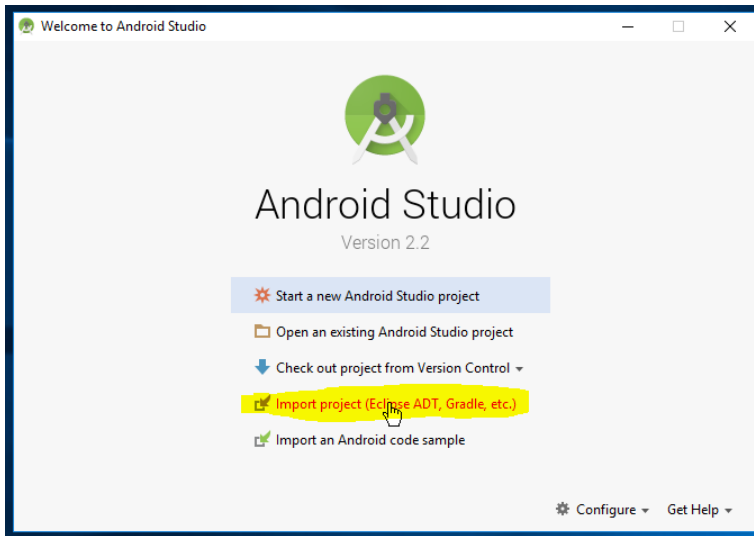 Welcome to Android Studio
Android Studio
Version 2.2
Start a new Android Studio project
Open an existing Android Studio project
Check out project from Version Control
Import project (Eclipse ADT, Gradle, etc.)
Import an Android code sample
Configure Get Help